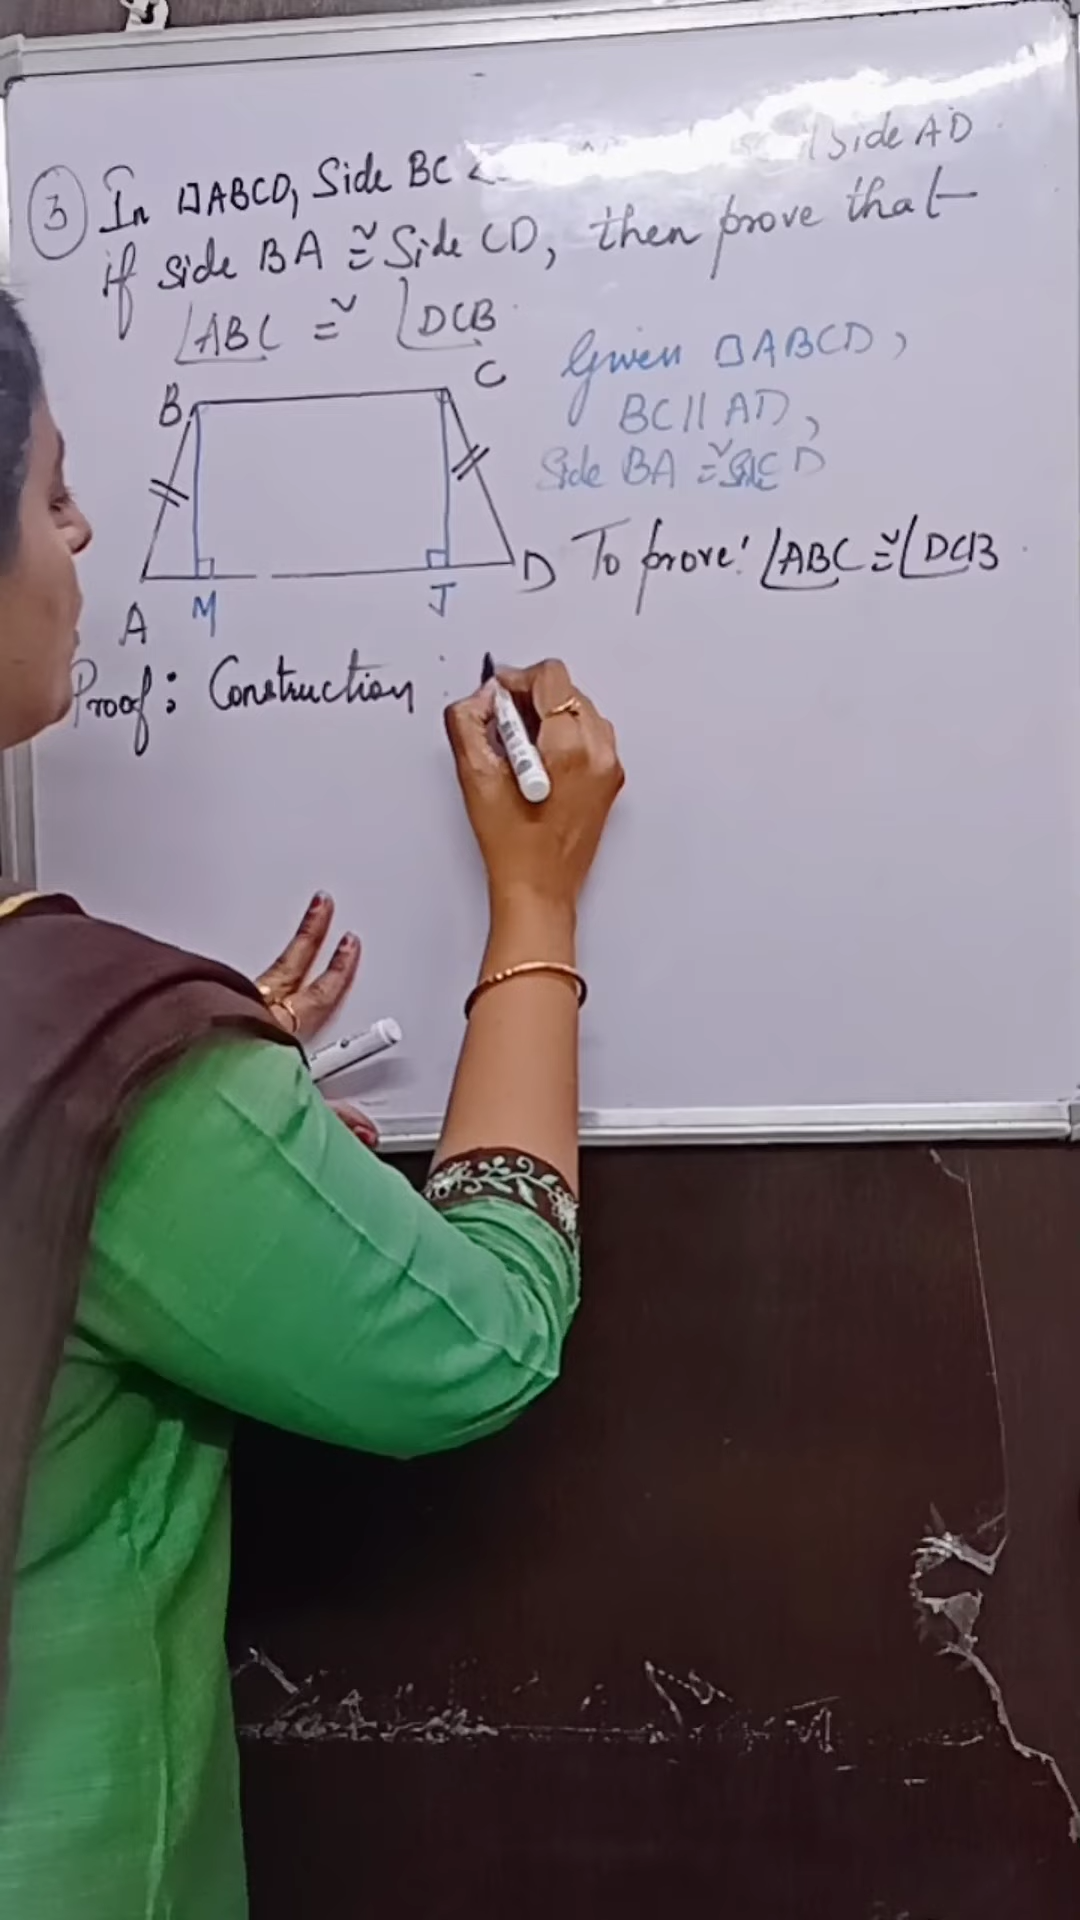 3 In □ABCD, Side BC < side AD
if side BA ≅ Side CD, then prove that
∠ABC ≅ ∠DCB
B C
A M J D
Given □ABCD,
BC || AD,
Side BA ≅ Side CD
To prove: ∠ABC ≅ ∠DCB
Proof: Construction: